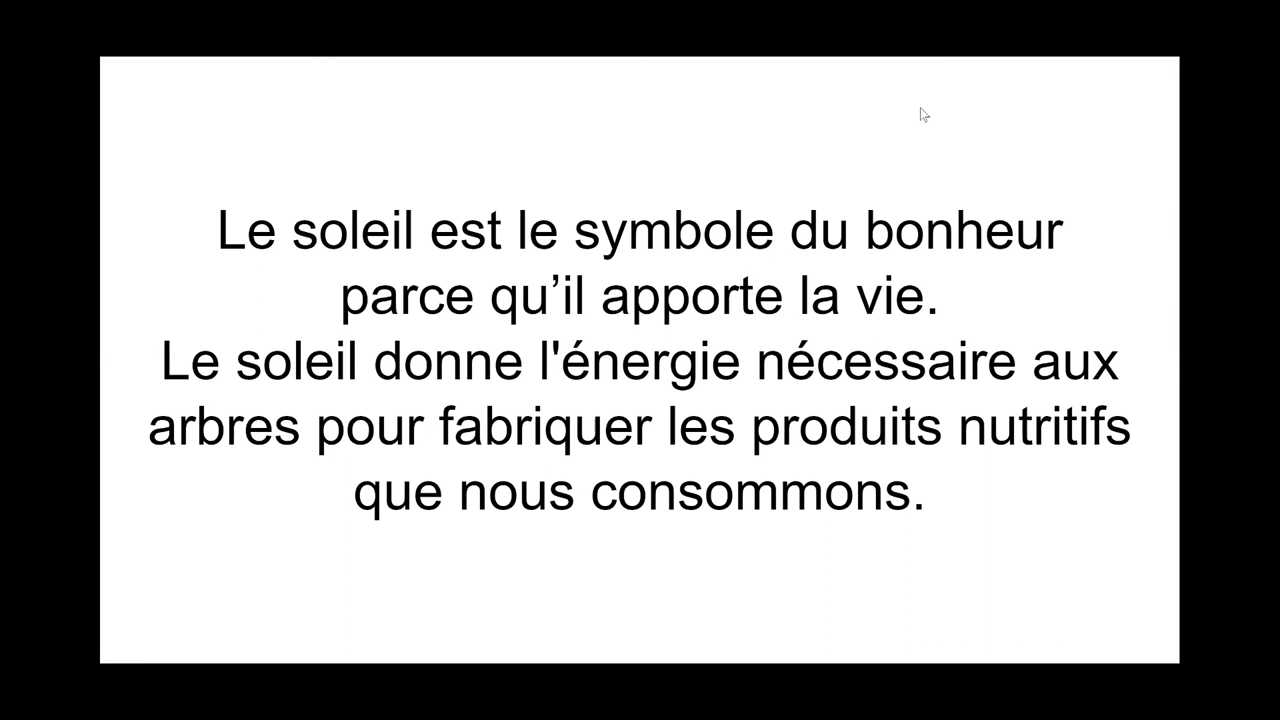 Le soleil est le symbole du bonheur
parce qu’il apporte la vie.
Le soleil donne l'énergie nécessaire aux
arbres pour fabriquer les produits nutritifs
que nous consommons.